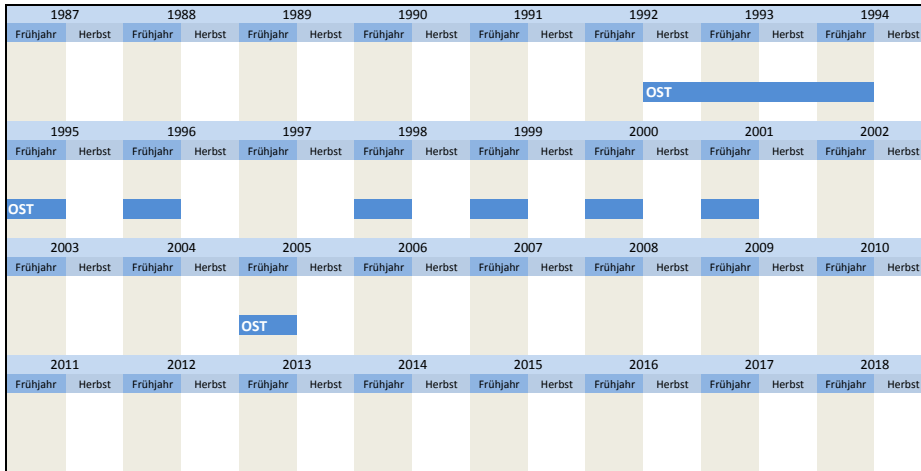 1987 1988 1989 1990 1991 1992 1993 1994
Frühjahr Herbst Frühjahr Herbst Frühjahr Herbst Frühjahr Herbst Frühjahr Herbst Frühjahr Herbst Frühjahr Herbst Frühjahr Herbst
OST
1995 1996 1997 1998 1999 2000 2001 2002
Frühjahr Herbst Frühjahr Herbst Frühjahr Herbst Frühjahr Herbst Frühjahr Herbst Frühjahr Herbst Frühjahr Herbst Frühjahr Herbst
OST
2003 2004 2005 2006 2007 2008 2009 2010
Frühjahr Herbst Frühjahr Herbst Frühjahr Herbst Frühjahr Herbst Frühjahr Herbst Frühjahr Herbst Frühjahr Herbst Frühjahr Herbst
OST
2011 2012 2013 2014 2015 2016 2017 2018
Frühjahr Herbst Frühjahr Herbst Frühjahr Herbst Frühjahr Herbst Frühjahr Herbst Frühjahr Herbst Frühjahr Herbst Frühjahr Herbst